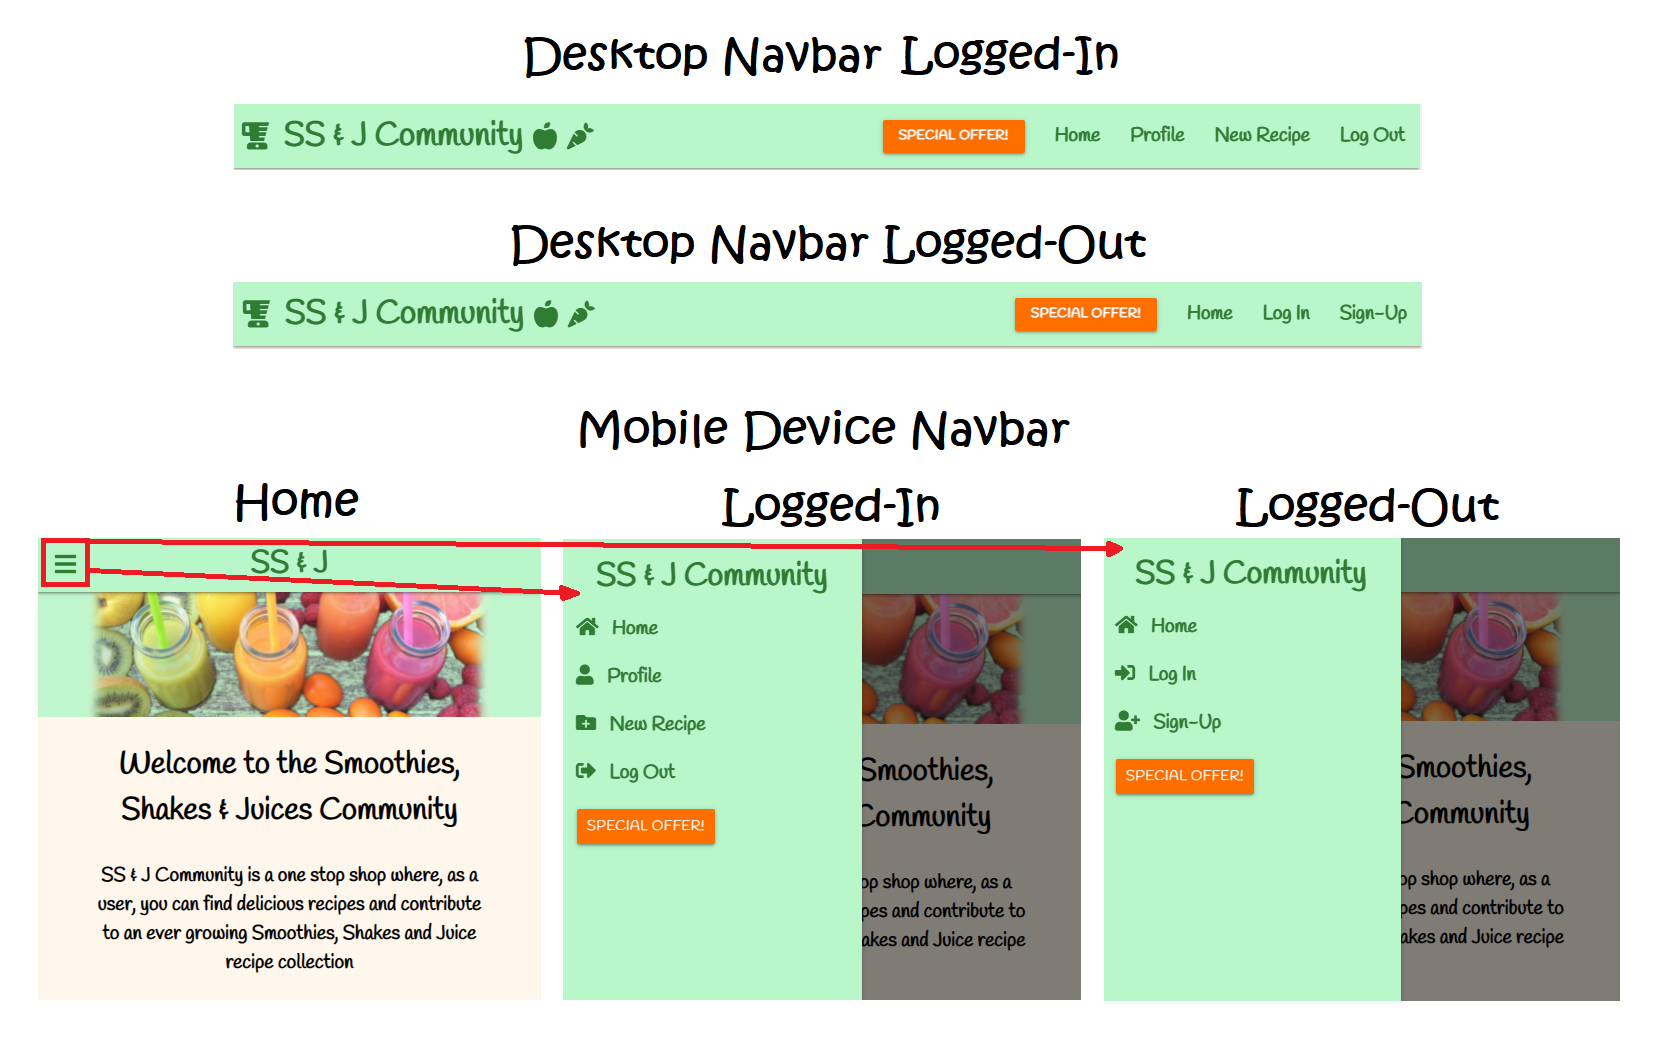 Desktop Navbar Logged-In
SS & J Community
SPECIAL OFFER! Home Profile New Recipe Log Out
Desktop Navbar Logged-Out
SS & J Community
SPECIAL OFFER! Home Log In Sign-Up
Mobile Device Navbar
Home
SS & J
Welcome to the Smoothies,
Shakes & Juices Community
SS & J Community is a one stop shop where, as a
user, you can find delicious recipes and contribute
to an ever growing Smoothies, Shakes and Juice
recipe collection
Logged-In
SS & J Community
Home
Profile
New Recipe
Log Out
SPECIAL OFFER!
Smoothies,
Community
op shop where, as a
pes and contribute to
akes and Juice recipe
Logged-Out
SS & J Community
Home
Log In
Sign-Up
SPECIAL OFFER!
Smoothies,
Community
op shop where, as a
pes and contribute to
akes and Juice recipe